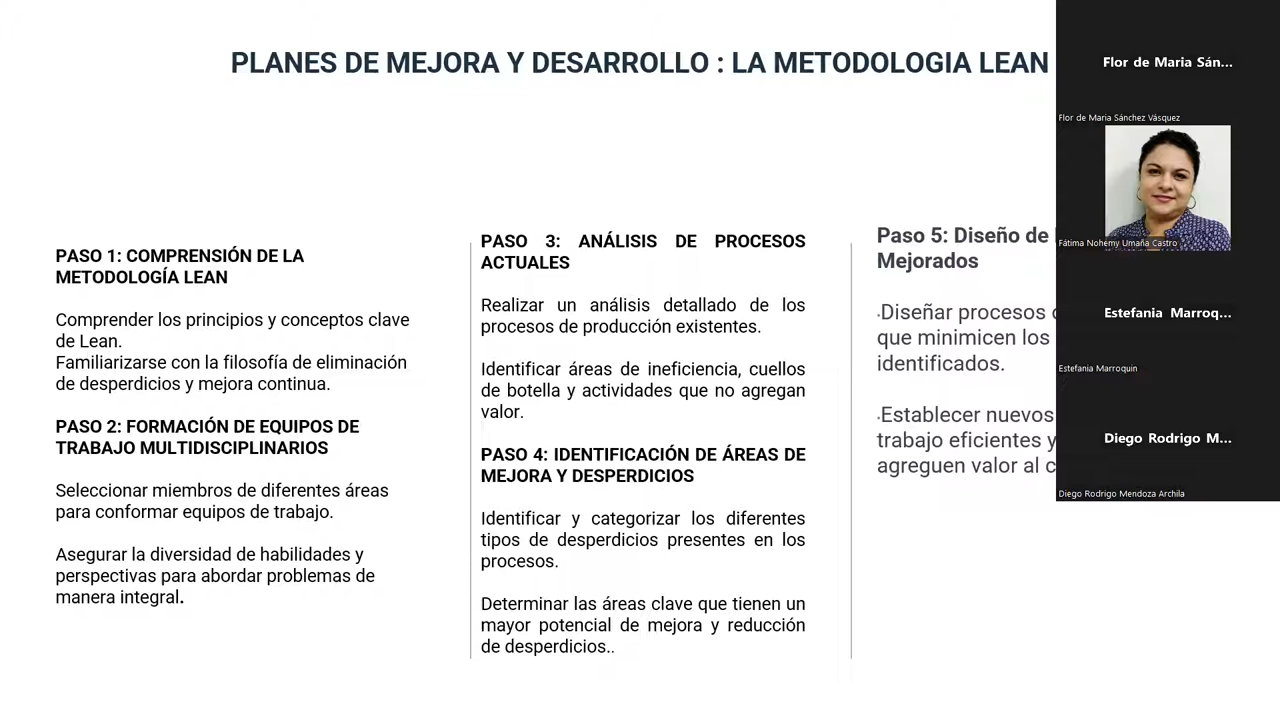 PLANES DE MEJORA Y DESARROLLO : LA METODOLOGIA LEAN
PASO 1: COMPRENSIÓN DE LA
METODOLOGÍA LEAN
Comprender los principios y conceptos clave
de Lean.
Familiarizarse con la filosofía de eliminación
de desperdicios y mejora continua.
PASO 2: FORMACIÓN DE EQUIPOS DE
TRABAJO MULTIDISCIPLINARIOS
Seleccionar miembros de diferentes áreas
para conformar equipos de trabajo.
Asegurar la diversidad de habilidades y
perspectivas para abordar problemas de
manera integral.
PASO 3: ANÁLISIS DE PROCESOS
ACTUALES
Realizar un análisis detallado de los
procesos de producción existentes.
Identificar áreas de ineficiencia, cuellos
de botella y actividades que no agregan
valor.
PASO 4: IDENTIFICACIÓN DE ÁREAS DE
MEJORA Y DESPERDICIOS
Identificar y categorizar los diferentes
tipos de desperdicios presentes en los
procesos.
Determinar las áreas clave que tienen un
mayor potencial de mejora y reducción
de desperdicios..
Paso 5: Diseño de
Mejorados
·Diseñar procesos
que minimicen los
identificados.
·Establecer nuevos
trabajo eficientes y
agreguen valor al
Flor de Maria Sán...
Flor de Maria Sánchez Vásquez
Fátima Nohemy Umaña Castro
Estefania Marroq...
Estefania Marroquin
Diego Rodrigo M...
Diego Rodrigo Mendoza Archila